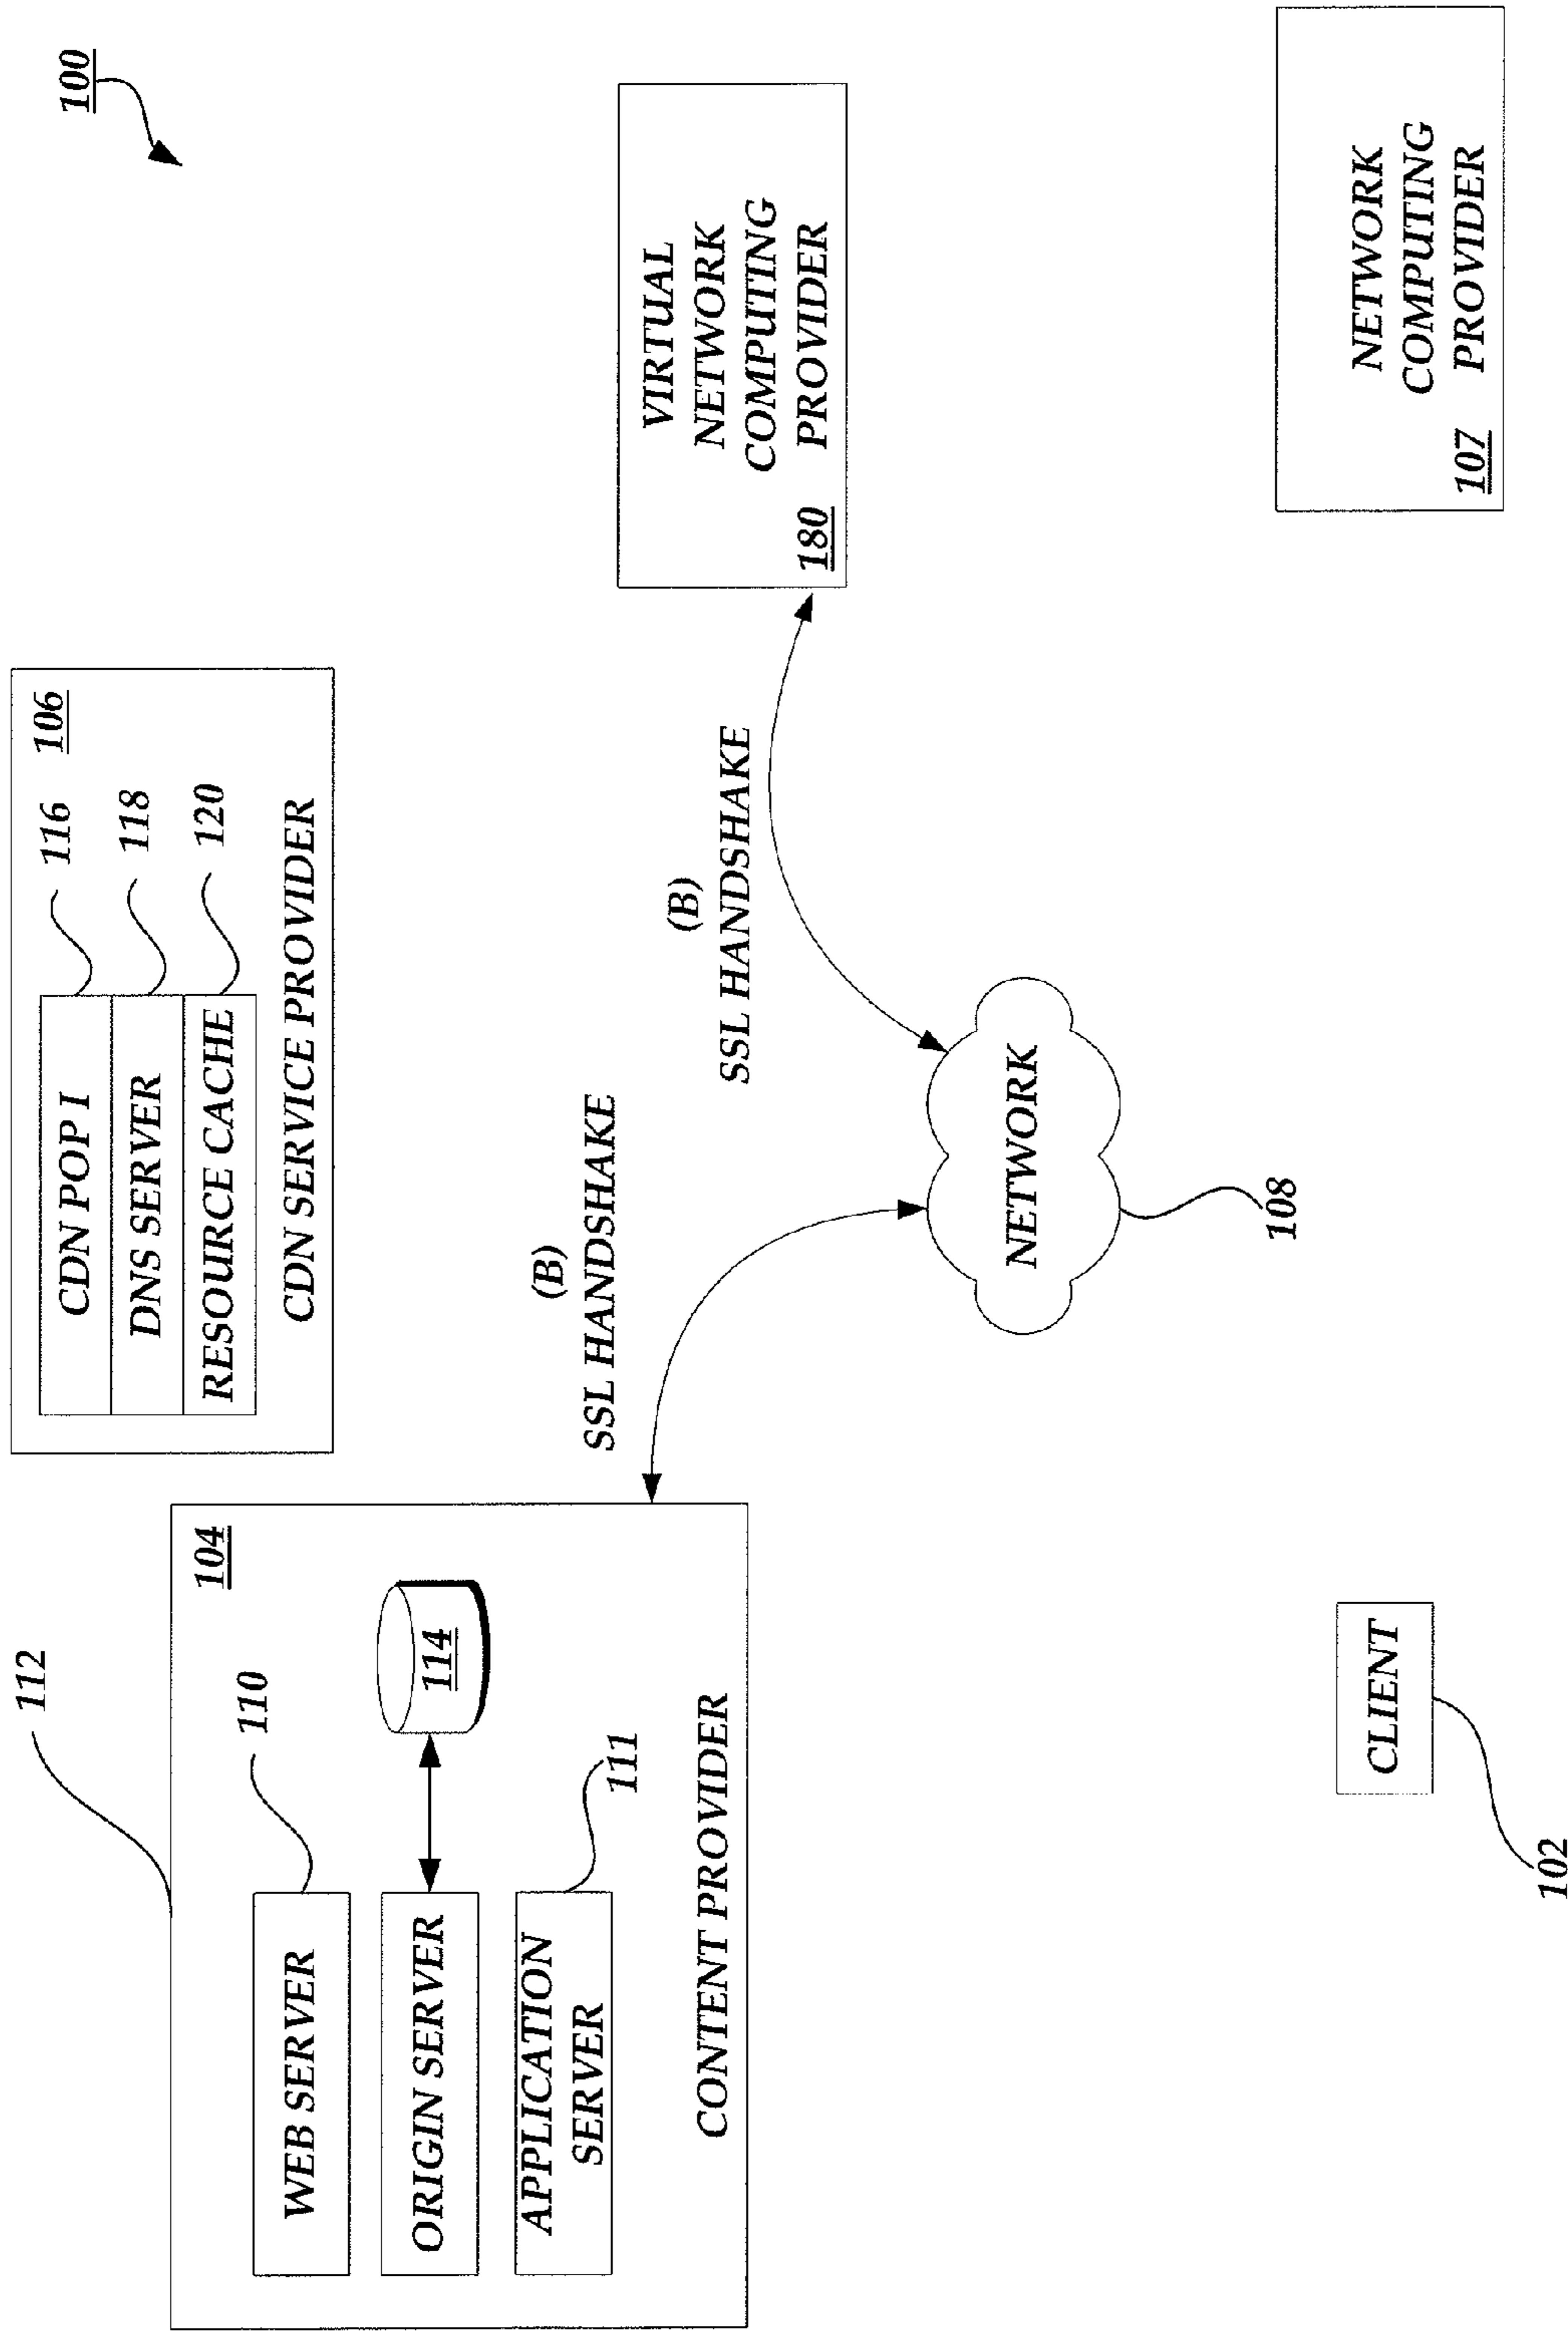 100
112
104
110
WEB SERVER
ORIGIN SERVER
114
APPLICATION
SERVER
111
CONTENT PROVIDER
106
CDN POP I
116
DNS SERVER
118
RESOURCE CACHE
120
CDN SERVICE PROVIDER
(B)
SSL HANDSHAKE
(B)
SSL HANDSHAKE
VIRTUAL
NETWORK
COMPUTING
180 PROVIDER
NETWORK
108
CLIENT
102
NETWORK
COMPUTING
107 PROVIDER